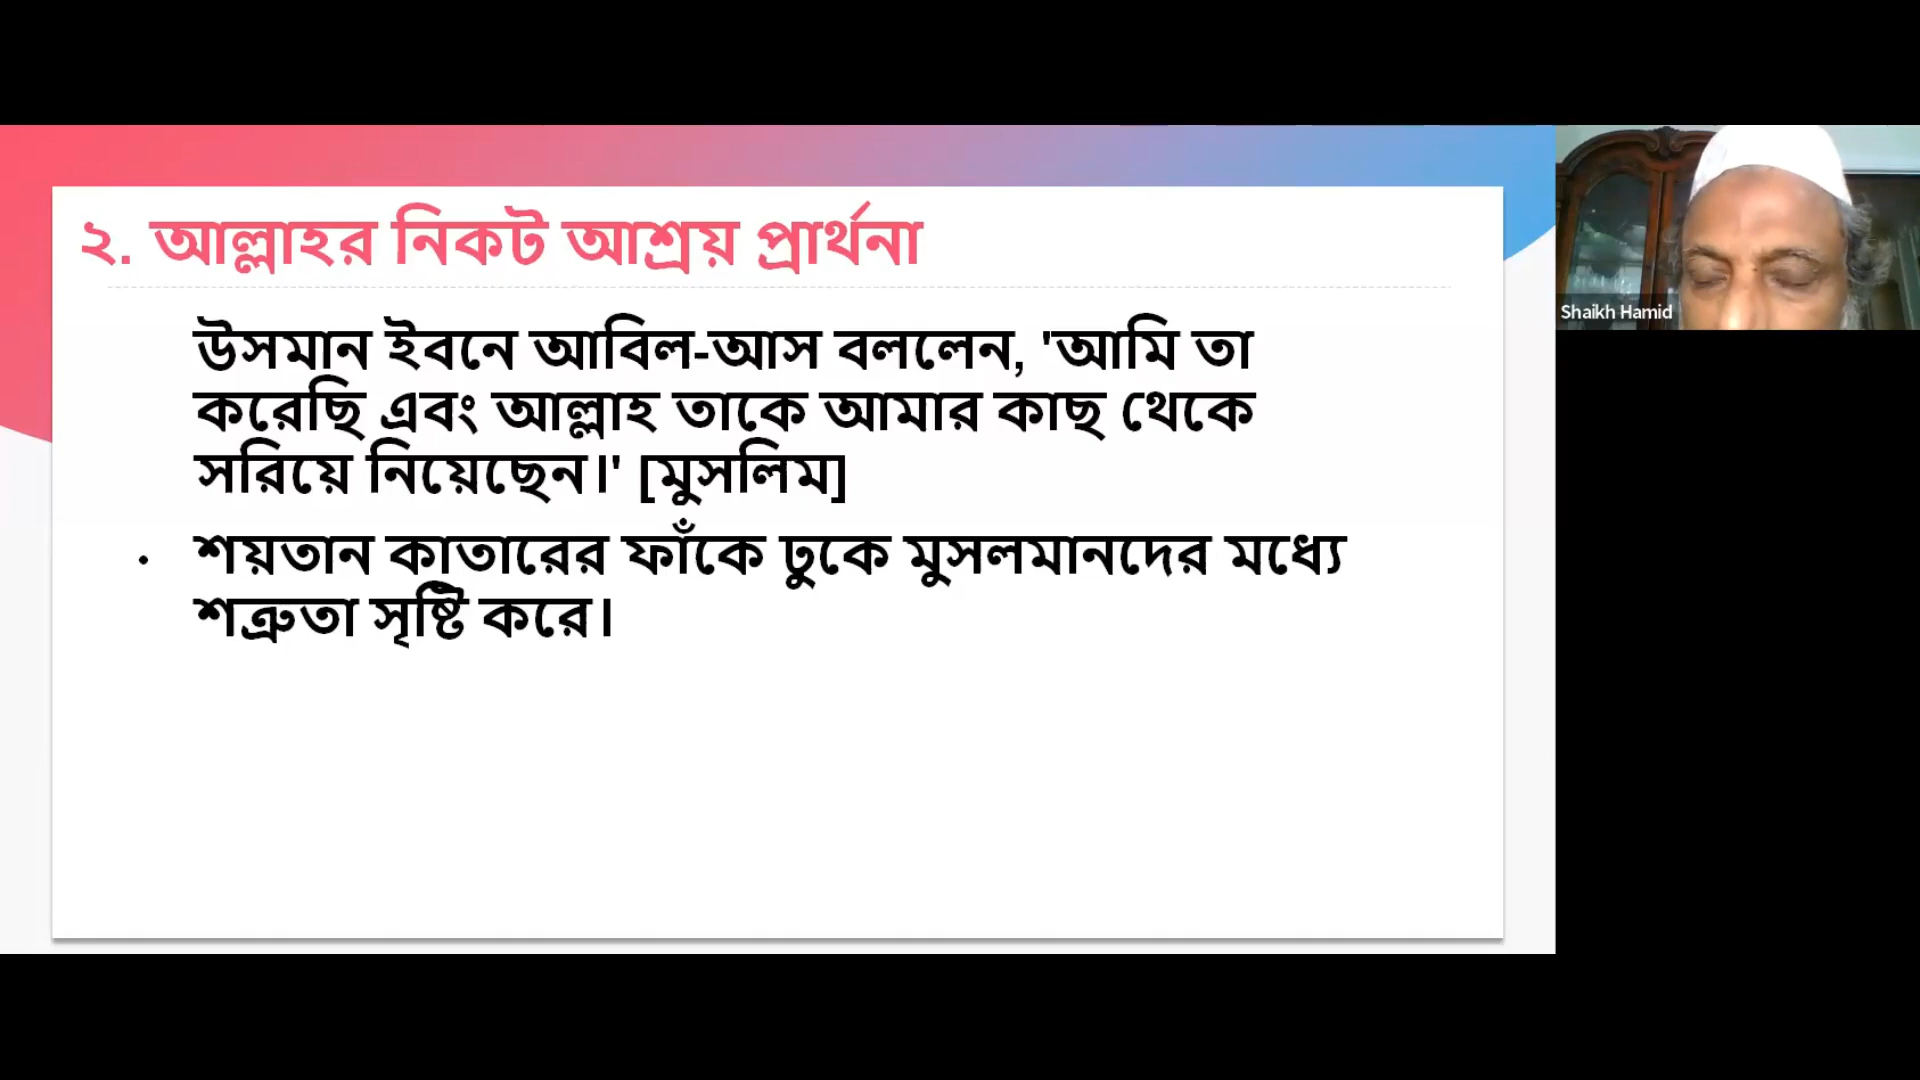 ২. আল্লাহর নিকট আশ্রয় প্রার্থনা
উসমান ইবনে আবিল-আস বললেন, 'আমি তা
করেছি এবং আল্লাহ তাকে আমার কাছ থেকে
সরিয়ে নিয়েছেন।' [মুসলিম]
• শয়তান কাতারের ফাঁকে ঢুকে মুসলমানদের মধ্যে
শত্রুতা সৃষ্টি করে।
Shaikh Hamid